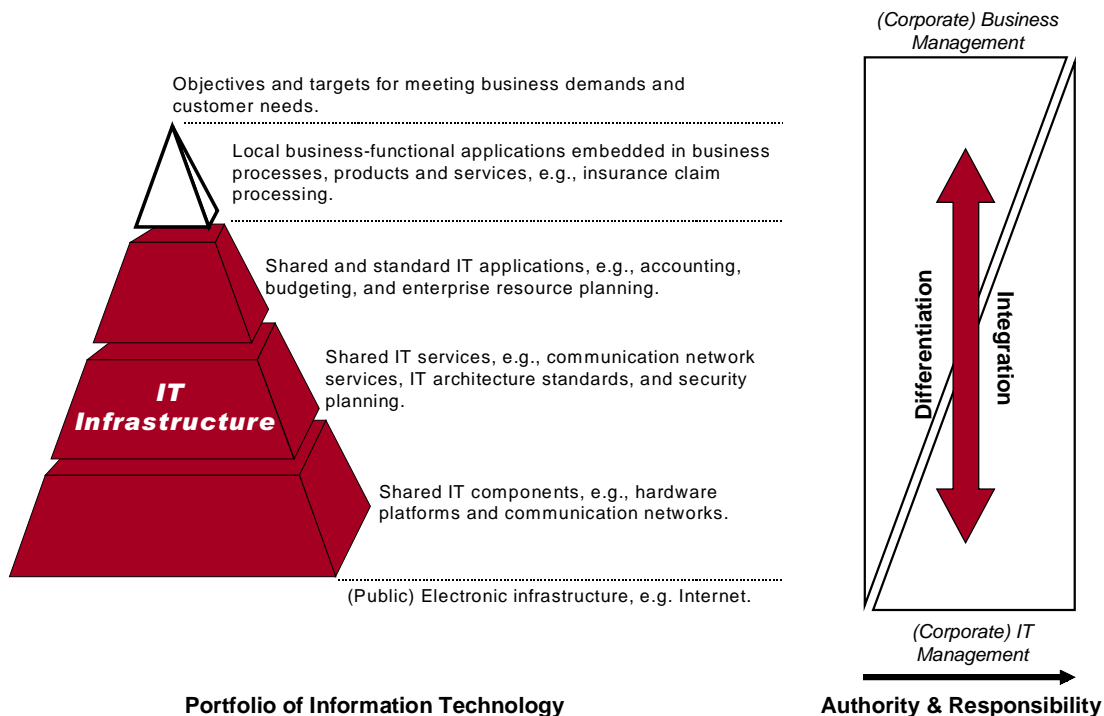 (Corporate) Business
Management
Objectives and targets for meeting business demands and
customer needs.
Local business-functional applications embedded in business
processes, products and services, e.g., insurance claim
processing.
Shared and standard IT applications, e.g., accounting,
budgeting, and enterprise resource planning.
Shared IT services, e.g., communication network
services, IT architecture standards, and security
planning.
IT
Infrastructure
Shared IT components, e.g., hardware
platforms and communication networks.
(Public) Electronic infrastructure, e.g. Internet.
Differentiation
Integration
(Corporate) IT
Management
Portfolio of Information Technology
Authority & Responsibility